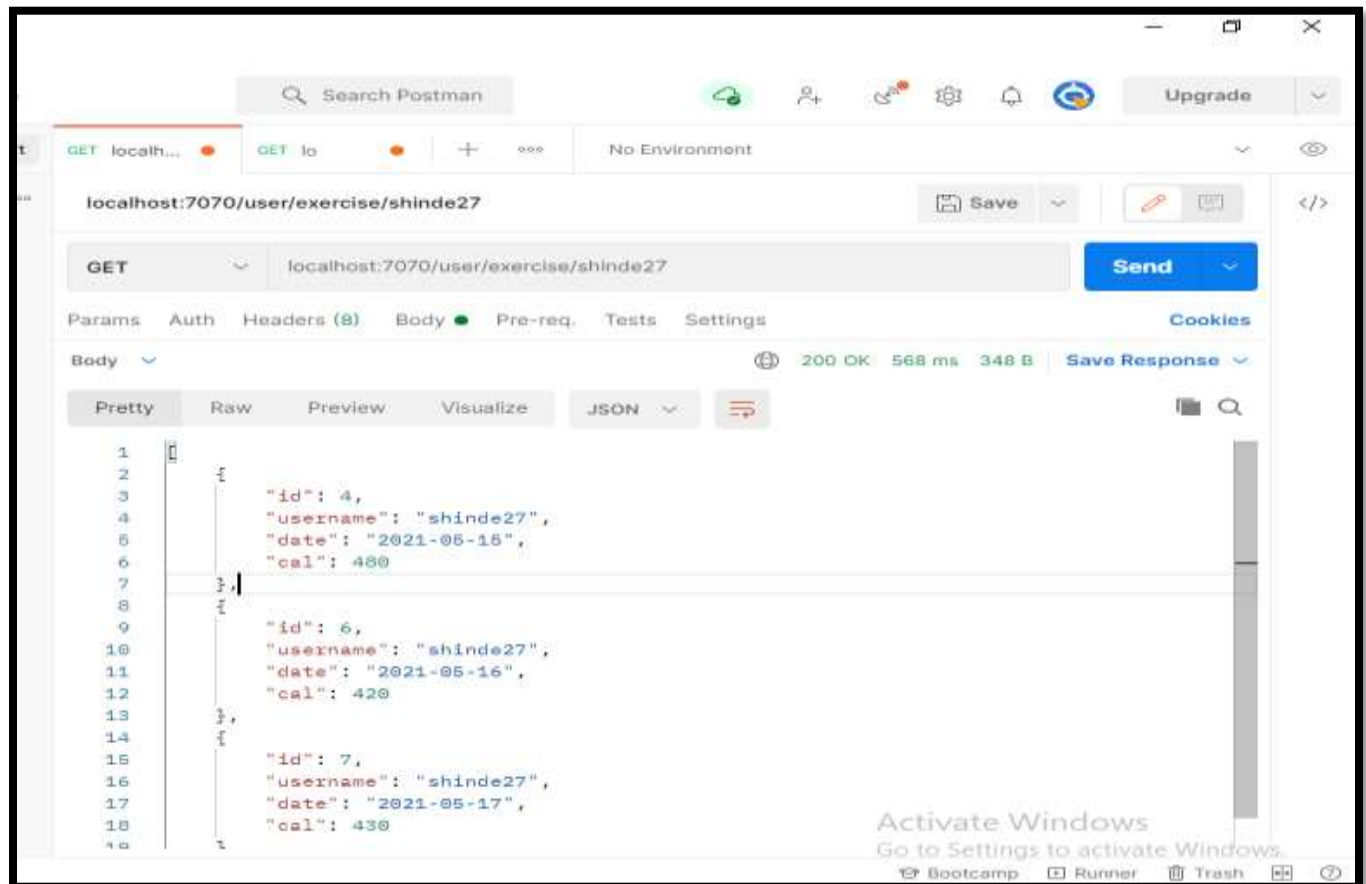 Search Postman
Upgrade
t GET localh... GET lo + ooo No Environment
localhost:7070/user/exercise/shinde27 Save </>
GET localhost:7070/user/exercise/shinde27 Send
Params Auth Headers (8) Body Pre-req. Tests Settings Cookies
Body 200 OK 568 ms 348 B Save Response
Pretty Raw Preview Visualize JSON
1 [
2 {
3 "id": 4,
4 "username": "shinde27",
5 "date": "2021-05-15",
6 "cal": 480
7 },
8 {
9 "id": 6,
10 "username": "shinde27",
11 "date": "2021-05-16",
12 "cal": 420
13 },
14 {
15 "id": 7,
16 "username": "shinde27",
17 "date": "2021-05-17",
18 "cal": 430
19 }
Activate Windows
Go to Settings to activate Windows.
Bootcamp Runner Trash